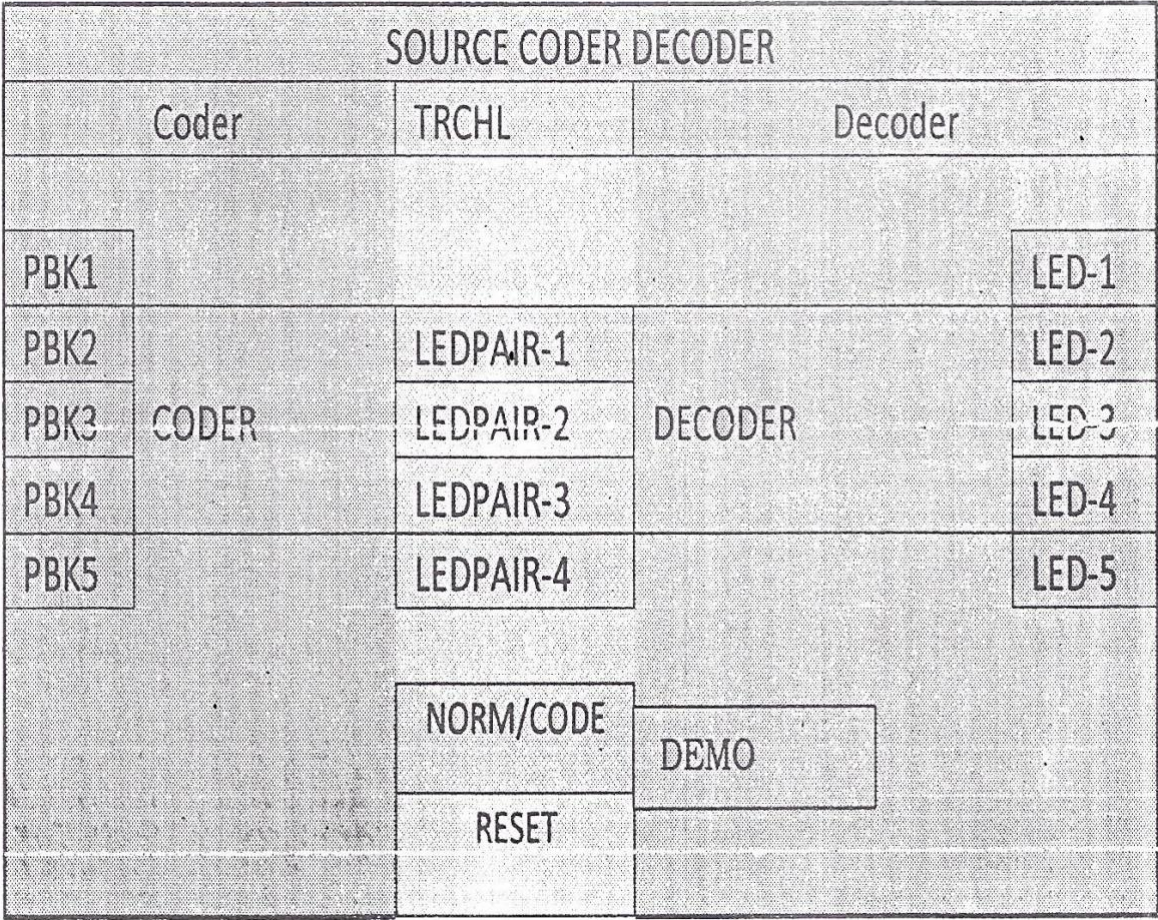 SOURCE CODER DECODER
Coder TRCHL Decoder
PBK1 LED-1
PBK2 LEDPAIR-1 LED-2
PBK3 CODER LEDPAIR-2 DECODER LED-3
PBK4 LEDPAIR-3 LED-4
PBK5 LEDPAIR-4 LED-5
NORM/CODE
DEMO
RESET